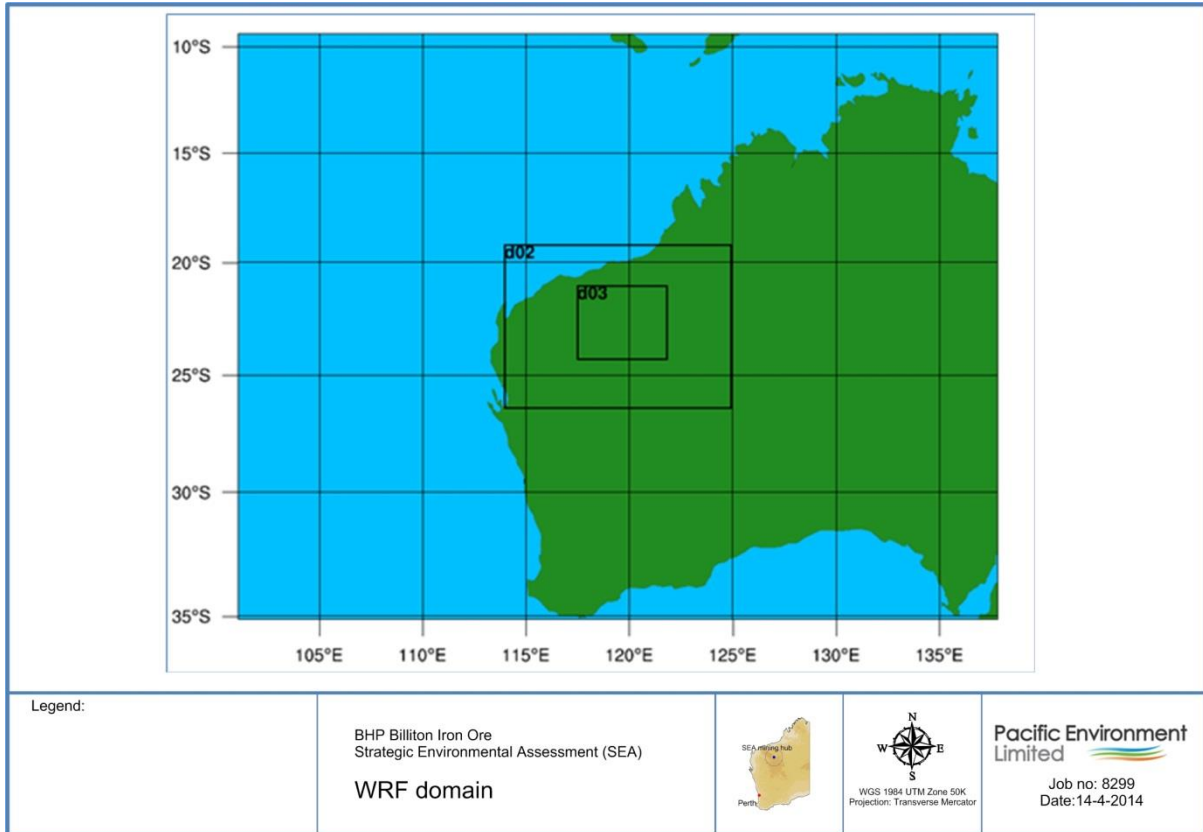 10°S
15°S
20°S
25°S
30°S
35°S
d02
d03
105°E 110°E 115°E 120°E 125°E 130°E 135°E
Legend:
BHP Billiton Iron Ore
Strategic Environmental Assessment (SEA)
WRF domain
SEA mining hub
Perth
N
W E
S
WGS 1984 UTM Zone 50K
Projection: Transverse Mercator
Pacific Environment
Limited
Job no: 8299
Date:14-4-2014